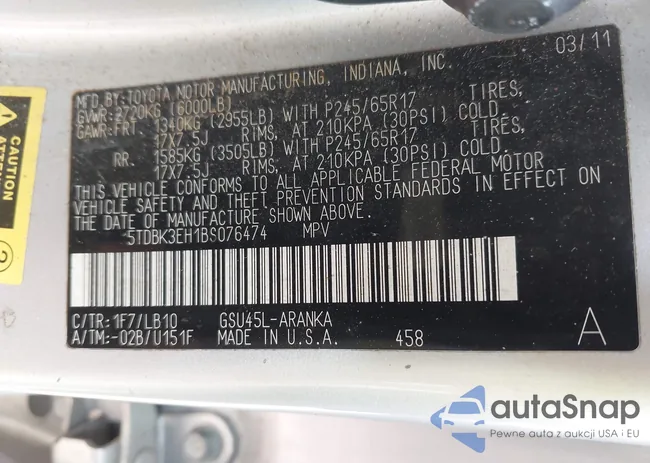 03/11
MFD. BY: TOYOTA MOTOR MANUFACTURING, INDIANA, INC.
GVWR: 2720KG (6000LB)
GAWR: FRT. 1340KG (2955LB) WITH P245/65R17 TIRES,
17X7.5J RIMS, AT 210KPA (30PSI) COLD.
RR. 1585KG (3505LB) WITH P245/65R17 TIRES,
17X7.5J RIMS, AT 210KPA (30PSI) COLD.
THIS VEHICLE CONFORMS TO ALL APPLICABLE FEDERAL MOTOR
VEHICLE SAFETY AND THEFT PREVENTION STANDARDS IN EFFECT ON
THE DATE OF MANUFACTURE SHOWN ABOVE.
5TDBK3EH1BS076474 MPV
C/TR: 1F7/LB10 GSU45L-ARANKA
A/TM:-02B/U151F MADE IN U.S.A. 458 A
CAUTION
2
autaSnap
Pewne auta z aukcji USA i EU